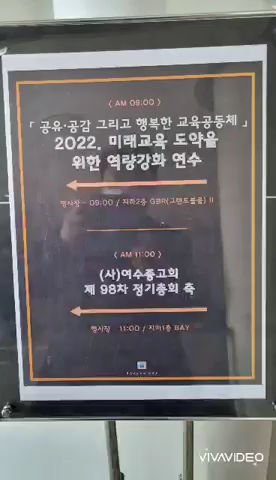 ( AM 09:00 )
「 공유·공감 그리고 행복한 교육공동체 」
2022. 미래교육 도약을
위한 역량강화 연수
행사장 - 09:00 / 지하2층 GBR(그랜드볼룸) II
( AM 11:00 )
(사)여수중고회
제 98차 정기총회 측
행사장 11:00 / 지하1층 BAY
VIVAVIDEO